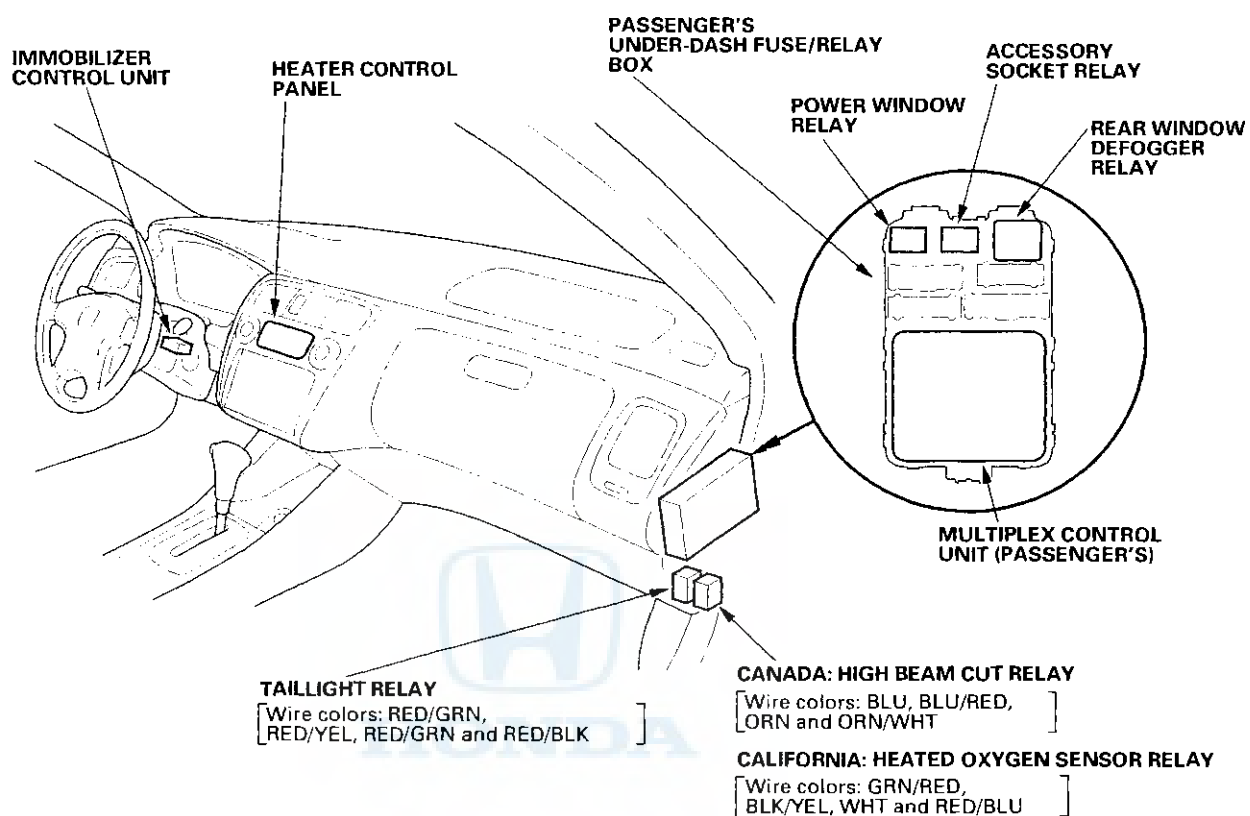 IMMOBILIZER
CONTROL UNIT
HEATER CONTROL
PANEL
PASSENGER'S
UNDER-DASH FUSE/RELAY
BOX
POWER WINDOW
RELAY
ACCESSORY
SOCKET RELAY
REAR WINDOW
DEFOGGER
RELAY
MULTIPLEX CONTROL
UNIT (PASSENGER'S)
TAILLIGHT RELAY
[Wire colors: RED/GRN,
RED/YEL, RED/GRN and RED/BLK]
CANADA: HIGH BEAM CUT RELAY
[Wire colors: BLU, BLU/RED,
ORN and ORN/WHT]
CALIFORNIA: HEATED OXYGEN SENSOR RELAY
[Wire colors: GRN/RED,
BLK/YEL, WHT and RED/BLU]
HONDA